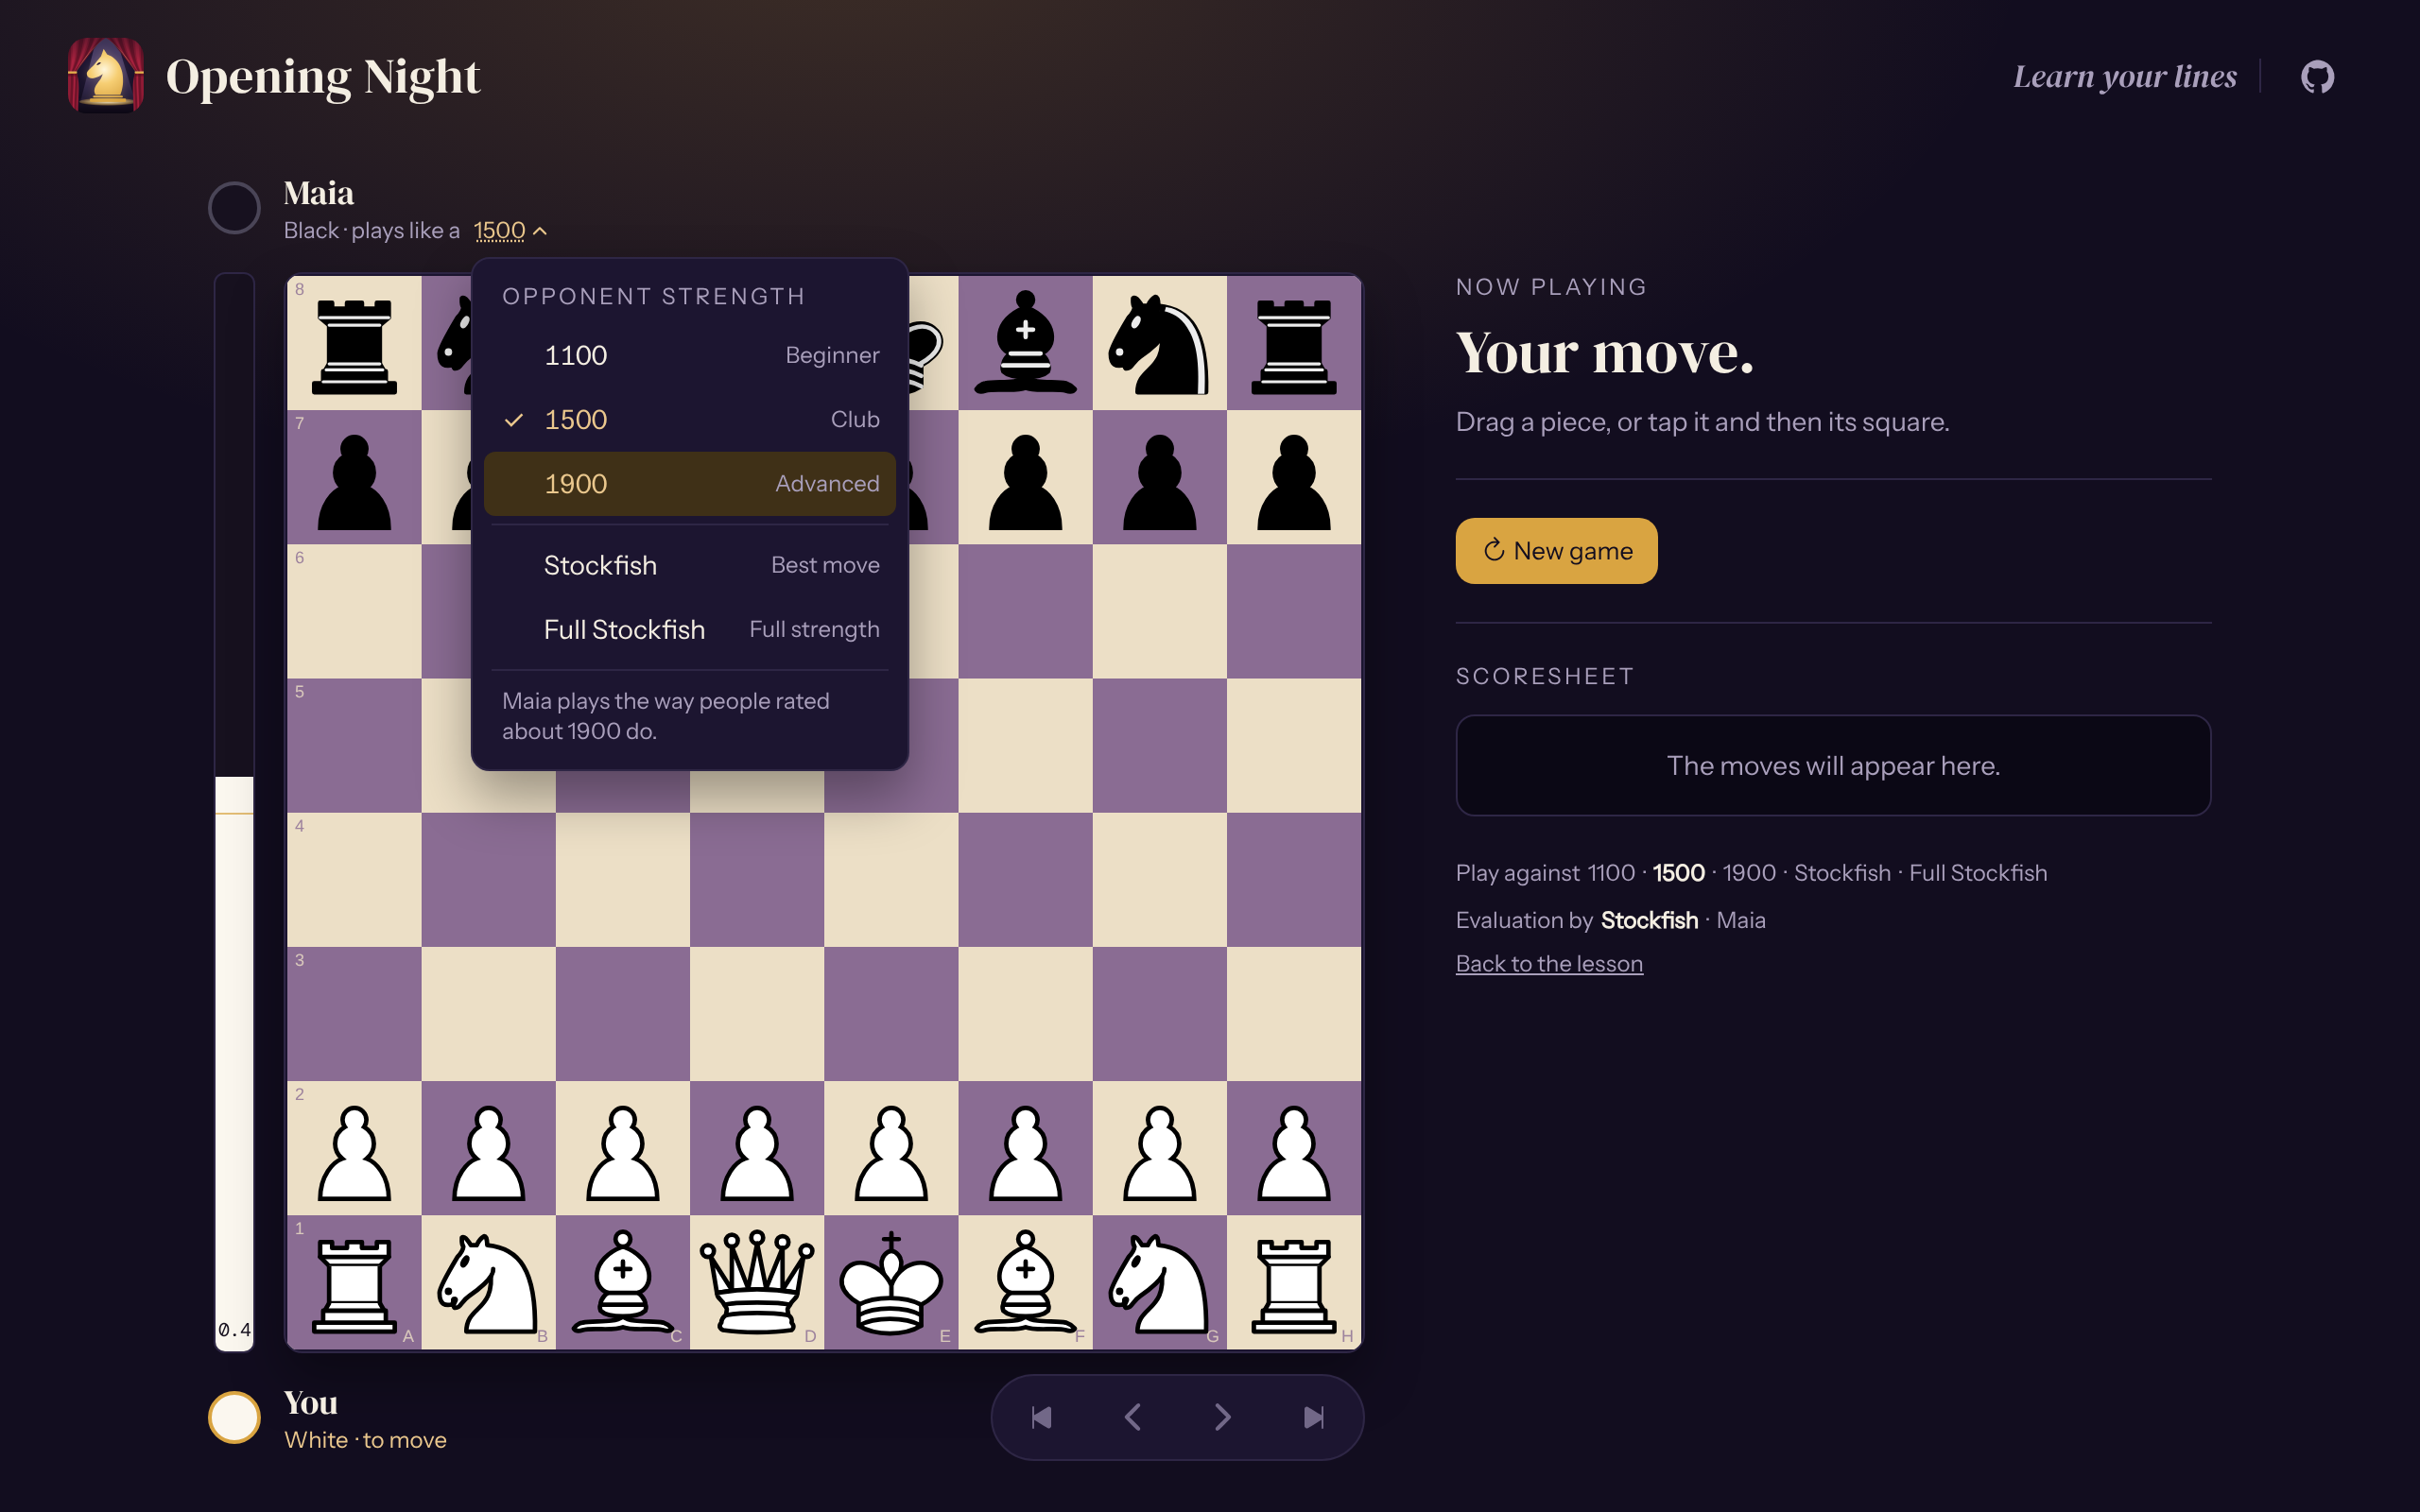 Opening Night
Learn your lines
Maia
Black · plays like a 1500
OPPONENT STRENGTH
1100 Beginner
1500 Club
1900 Advanced
Stockfish Best move
Full Stockfish Full strength
Maia plays the way people rated
about 1900 do.
8
7
6
5
4
3
2
1
A B C D E F G H
0.4
You
White · to move
NOW PLAYING
Your move.
Drag a piece, or tap it and then its square.
New game
SCORESHEET
The moves will appear here.
Play against 1100 · 1500 · 1900 · Stockfish · Full Stockfish
Evaluation by Stockfish · Maia
Back to the lesson